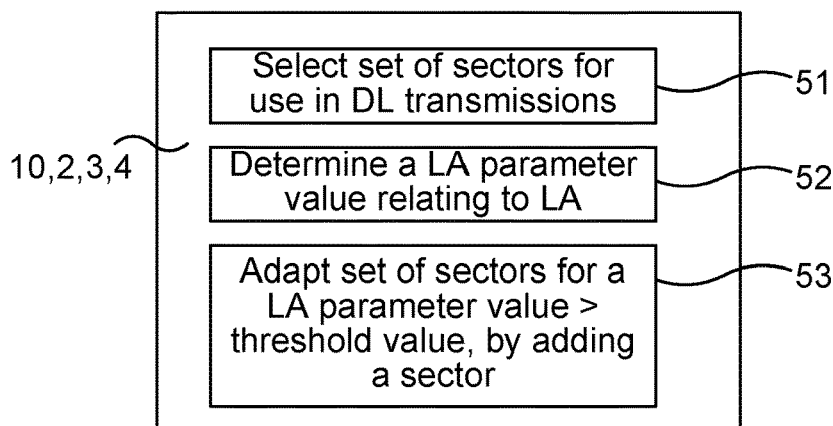 Select set of sectors for
use in DL transmissions
51
10,2,3,4
Determine a LA parameter
value relating to LA
52
Adapt set of sectors for a
LA parameter value >
threshold value, by adding
a sector
53